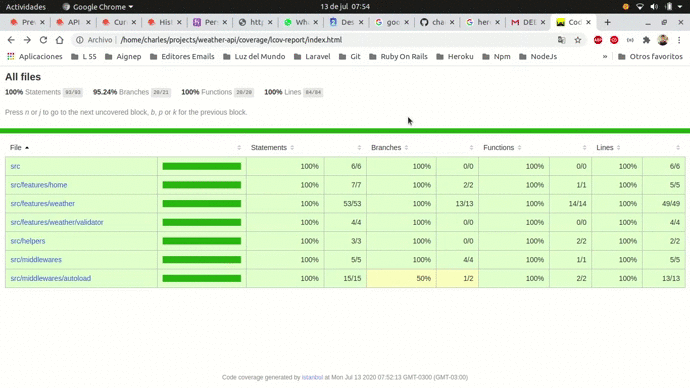 Actividades Google Chrome 13 de jul 07:54
Pre API Cur His Per http W Des goo cha her M DEI Cod
Archivo /home/charles/projects/weather-api/coverage/lcov-report/index.html
Aplicaciones L 55 Aignep Editores Emails Luz del Mundo Laravel Git Ruby On Rails Heroku Npm NodeJs » Otros favoritos
All files
100% Statements 93/93 95.24% Branches 20/21 100% Functions 20/20 100% Lines 84/84
Press n or j to go to the next uncovered block, b, p or k for the previous block.
File Statements Branches Functions Lines
src 100% 6/6 100% 0/0 100% 0/0 100% 6/6
src/features/home 100% 7/7 100% 2/2 100% 1/1 100% 5/5
src/features/weather 100% 53/53 100% 13/13 100% 14/14 100% 49/49
src/features/weather/validator 100% 4/4 100% 0/0 100% 0/0 100% 4/4
src/helpers 100% 3/3 100% 0/0 100% 2/2 100% 2/2
src/middlewares 100% 5/5 100% 4/4 100% 1/1 100% 5/5
src/middlewares/autoload 100% 15/15 50% 1/2 100% 2/2 100% 13/13
Code coverage generated by istanbul at Mon Jul 13 2020 07:52:13 GMT-0300 (GMT-03:00)